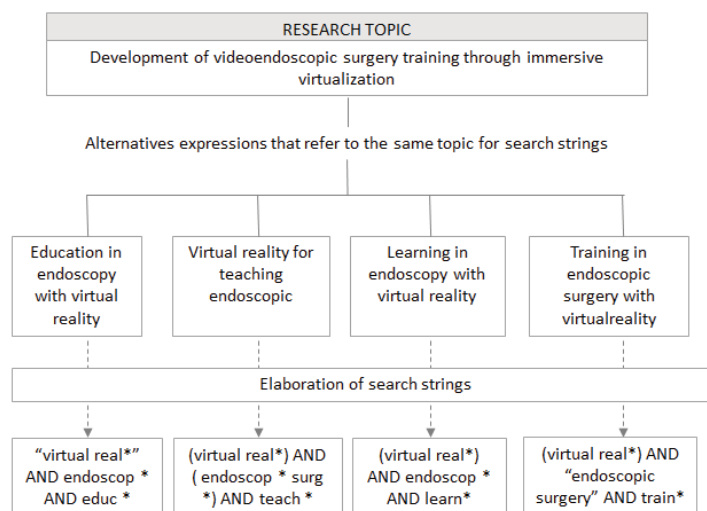 RESEARCH TOPIC
Development of videoendoscopic surgery training through immersive
virtualization
Alternatives expressions that refer to the same topic for search strings
Education in
endoscopy
with virtual
reality
Virtual reality for
teaching
endoscopic
Learning in
endoscopy with
virtual reality
Training in
endoscopic
surgery with
virtualreality
Elaboration of search strings
“virtual real*”
AND endoscop *
AND educ *
(virtual real*) AND
( endoscop * surg
*) AND teach *
(virtual real*)
AND endoscop *
AND learn*
(virtual real*) AND
“endoscopic
surgery” AND train*